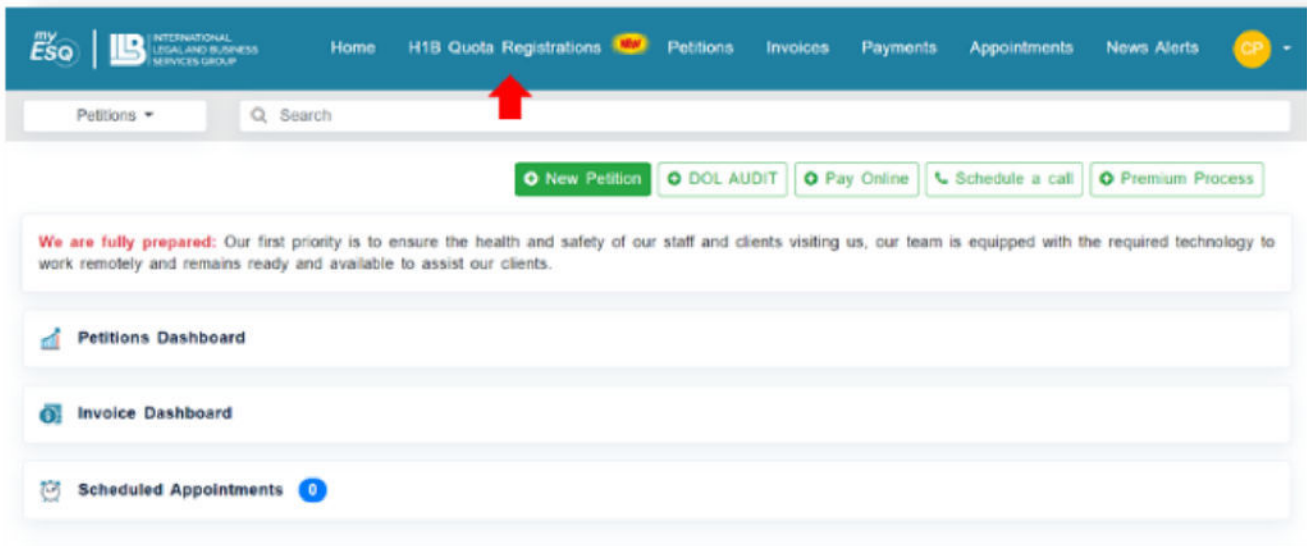 my
ESQ
ILB
INTERNATIONAL
LEGAL AND BUSINESS
SERVICES GROUP
Home H1B Quota Registrations NEW Petitions Invoices Payments Appointments News Alerts CP
Petitions Search
New Petition DOL AUDIT Pay Online Schedule a call Premium Process
We are fully prepared: Our first priority is to ensure the health and safety of our staff and clients visiting us, our team is equipped with the required technology to
work remotely and remains ready and available to assist our clients.
Petitions Dashboard
Invoice Dashboard
Scheduled Appointments 0